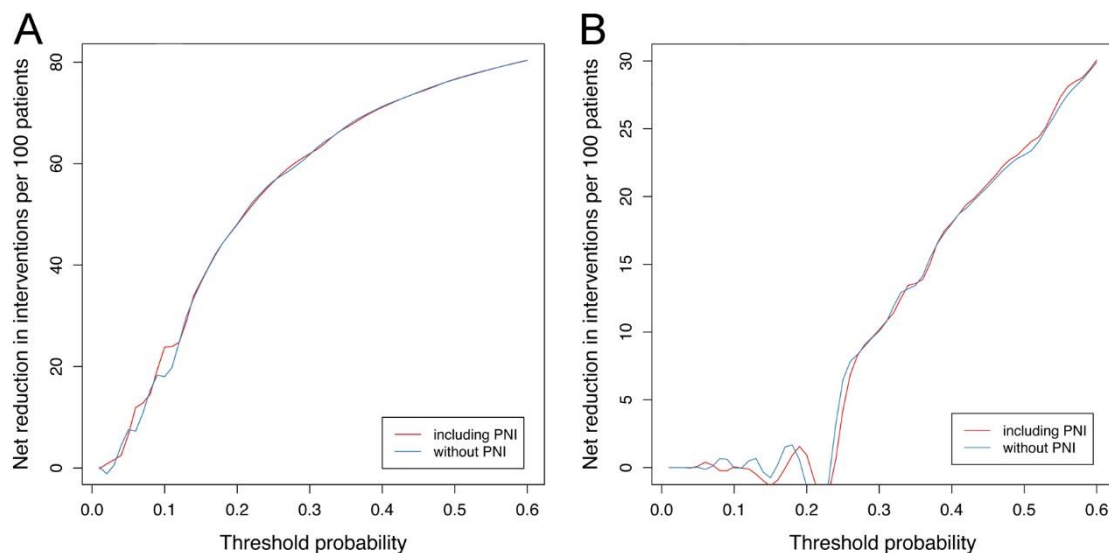 A
Net reduction in interventions per 100 patients
80
60
40
20
0
including PNI
without PNI
0.0 0.1 0.2 0.3 0.4 0.5 0.6
Threshold probability
B
Net reduction in interventions per 100 patients
30
25
20
15
10
5
0
including PNI
without PNI
0.0 0.1 0.2 0.3 0.4 0.5 0.6
Threshold probability